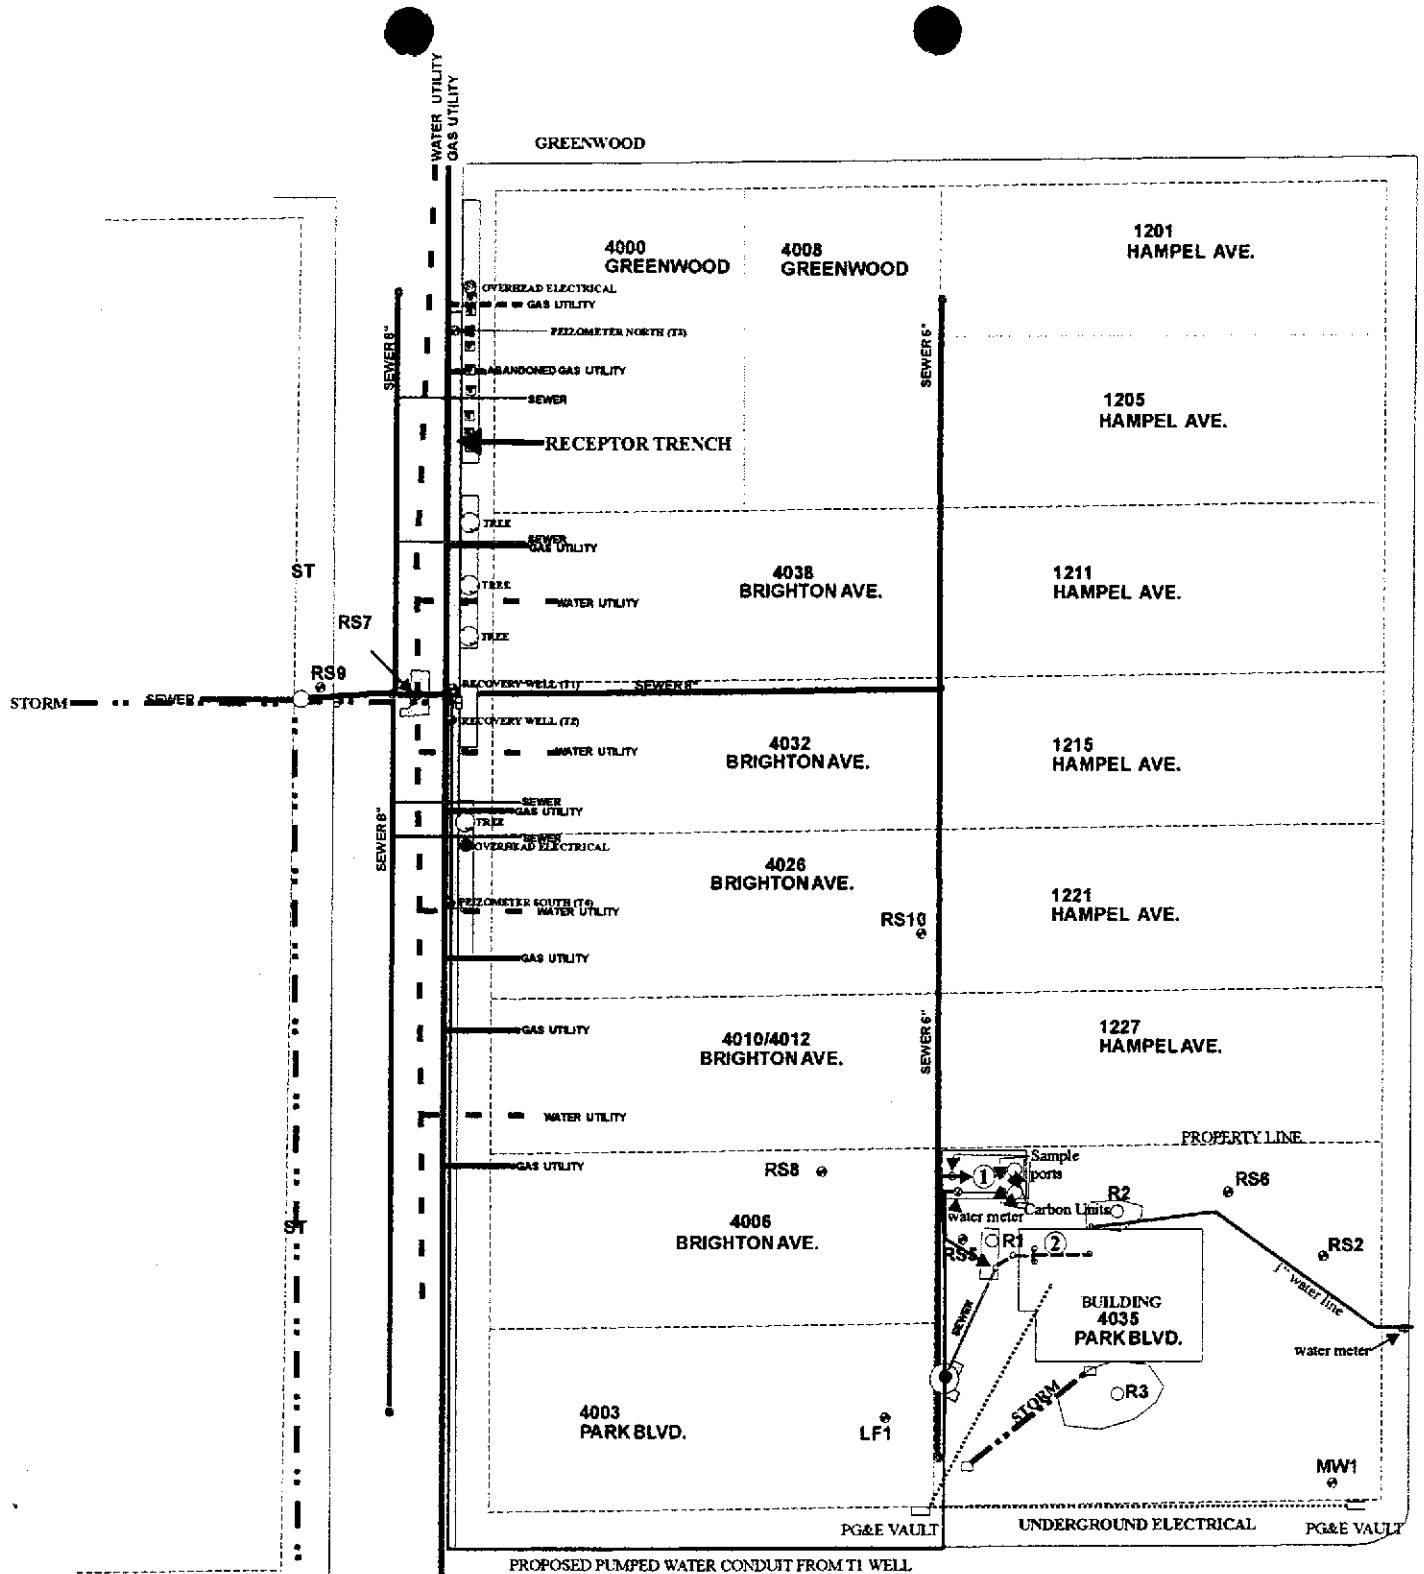 WATER UTILITY
GAS UTILITY
GREENWOOD
4000
GREENWOOD
4008
GREENWOOD
1201
HAMPEL AVE.
OVERHEAD ELECTRICAL
GAS UTILITY
PEIZOMETER NORTH (T3)
SEWER 6"
SEWER 6"
ABANDONED GAS UTILITY
SEWER
1205
HAMPEL AVE.
RECEPTOR TRENCH
TREE
SEWER
GAS UTILITY
ST
4038
BRIGHTON AVE.
1211
HAMPEL AVE.
TREE
WATER UTILITY
RS7
TREE
RS9
RECOVERY WELL (T1)
SEWER 6"
STORM
SEWER
RECOVERY WELL (T2)
4032
BRIGHTON AVE.
1215
HAMPEL AVE.
WATER UTILITY
SEWER
GAS UTILITY
TREE
SEWER
SEWER 8"
OVERHEAD ELECTRICAL
4026
BRIGHTON AVE.
1221
HAMPEL AVE.
PEIZOMETER SOUTH (T4)
WATER UTILITY
RS10
GAS UTILITY
GAS UTILITY
4010/4012
BRIGHTON AVE.
SEWER 6"
1227
HAMPEL AVE.
WATER UTILITY
PROPERTY LINE
GAS UTILITY
RS8
Sample
ports
1
RS6
Carbon Units
R2
water meter
ST
4006
BRIGHTON AVE.
RS5
R1
2
RS2
1" water line
BUILDING
4035
PARK BLVD.
SEWER
water meter
STORM
R3
4003
PARK BLVD.
LF1
MW1
PG&E VAULT
UNDERGROUND ELECTRICAL
PG&E VAULT
PROPOSED PUMPED WATER CONDUIT FROM T1 WELL